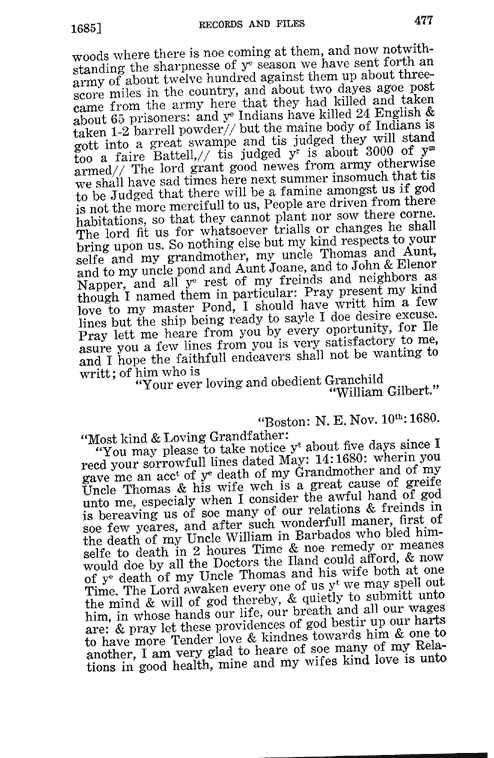 1685]
RECORDS AND FILES
477
woods where there is noe coming at them, and now notwith-
standing the sharpnesse of yᵉ season we have sent forth an
army of about twelve hundred against them up about three-
score miles in the country, and about two dayes agoe post
came from the army here that they had killed and taken
about 65 prisoners: and yᵉ Indians have killed 24 English &
taken 1-2 barrell powder// but the maine body of Indians is
gott into a great swampe and tis judged they will stand
too a faire Battell,// tis judged yʳ is about 3000 of yᵐ
armed// The lord grant good newes from army otherwise
we shall have sad times here next summer insomuch that tis
to be Judged that there will be a famine amongst us if god
is not the more mercifull to us, People are driven from there
habitations, so that they cannot plant nor sow there corne.
The lord fit us for whatsoever trialls or changes he shall
bring upon us. So nothing else but my kind respects to your
selfe and my grandmother, my uncle Thomas and Aunt,
and to my uncle pond and Aunt Joane, and to John & Elenor
Napper, and all yᵉ rest of my freinds and neighbors as
though I named them in particular: Pray present my kind
love to my master Pond, I should have writt him a few
lines but the ship being ready to sayle I doe desire excuse.
Pray lett me heare from you by every oportunity, for Ile
asure you a few lines from you is very satisfactory to me,
and I hope the faithfull endeavers shall not be wanting to
writt; of him who is
"Your ever loving and obedient Granchild
"William Gilbert."
"Boston: N. E. Nov. 10ᵗʰ: 1680.
"Most kind & Loving Grandfather:
"You may please to take notice yᵗ about five days since I
recd your sorrowfull lines dated May: 14: 1680: wherin you
gave me an accᵗ of yᵉ death of my Grandmother and of my
Uncle Thomas & his wife wch is a great cause of greife
unto me, especialy when I consider the awful hand of god
is bereaving us of soe many of our relations & freinds in
soe few yeares, and after such wonderfull maner, first of
the death of my Uncle William in Barbados who bled him-
selfe to death in 2 houres Time & noe remedy or meanes
would doe by all the Doctors the Iland could afford, & now
of yᵉ death of my Uncle Thomas and his wife both at one
Time. The Lord awaken every one of us yᵗ we may spell out
the mind & will of god thereby, & quietly to submitt unto
him, in whose hands our life, our breath and all our wages
are: & pray let these providences of god bestir up our harts
to have more Tender love & kindnes towards him & one to
another, I am very glad to heare of soe many of my Rela-
tions in good health, mine and my wifes kind love is unto